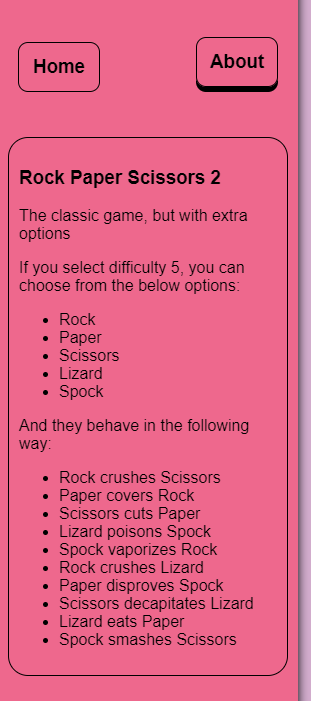 Home
About
Rock Paper Scissors 2
The classic game, but with extra
options
If you select difficulty 5, you can
choose from the below options:
Rock
Paper
Scissors
Lizard
Spock
And they behave in the following
way:
Rock crushes Scissors
Paper covers Rock
Scissors cuts Paper
Lizard poisons Spock
Spock vaporizes Rock
Rock crushes Lizard
Paper disproves Spock
Scissors decapitates Lizard
Lizard eats Paper
Spock smashes Scissors